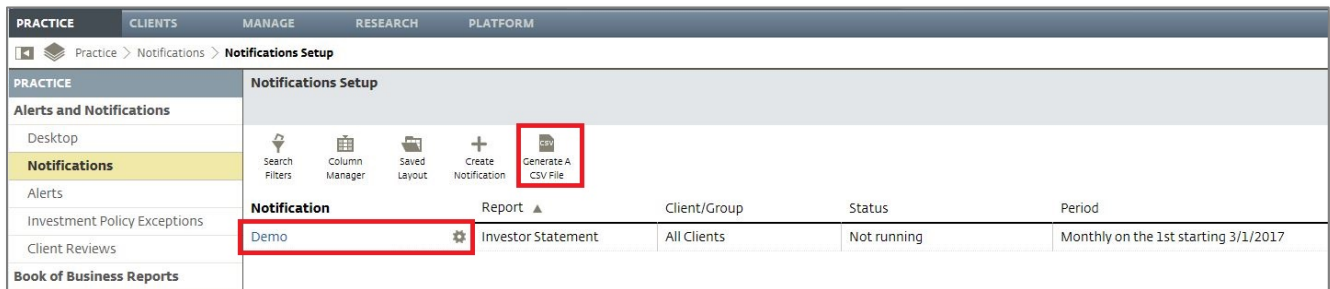 PRACTICE CLIENTS MANAGE RESEARCH PLATFORM
Practice > Notifications > Notifications Setup
PRACTICE
Alerts and Notifications
Desktop
Notifications
Alerts
Investment Policy Exceptions
Client Reviews
Book of Business Reports
Notifications Setup
Search Filters
Column Manager
Saved Layout
Create Notification
CSV
Generate A CSV File
Notification Report ▲ Client/Group Status Period
Demo Investor Statement All Clients Not running Monthly on the 1st starting 3/1/2017